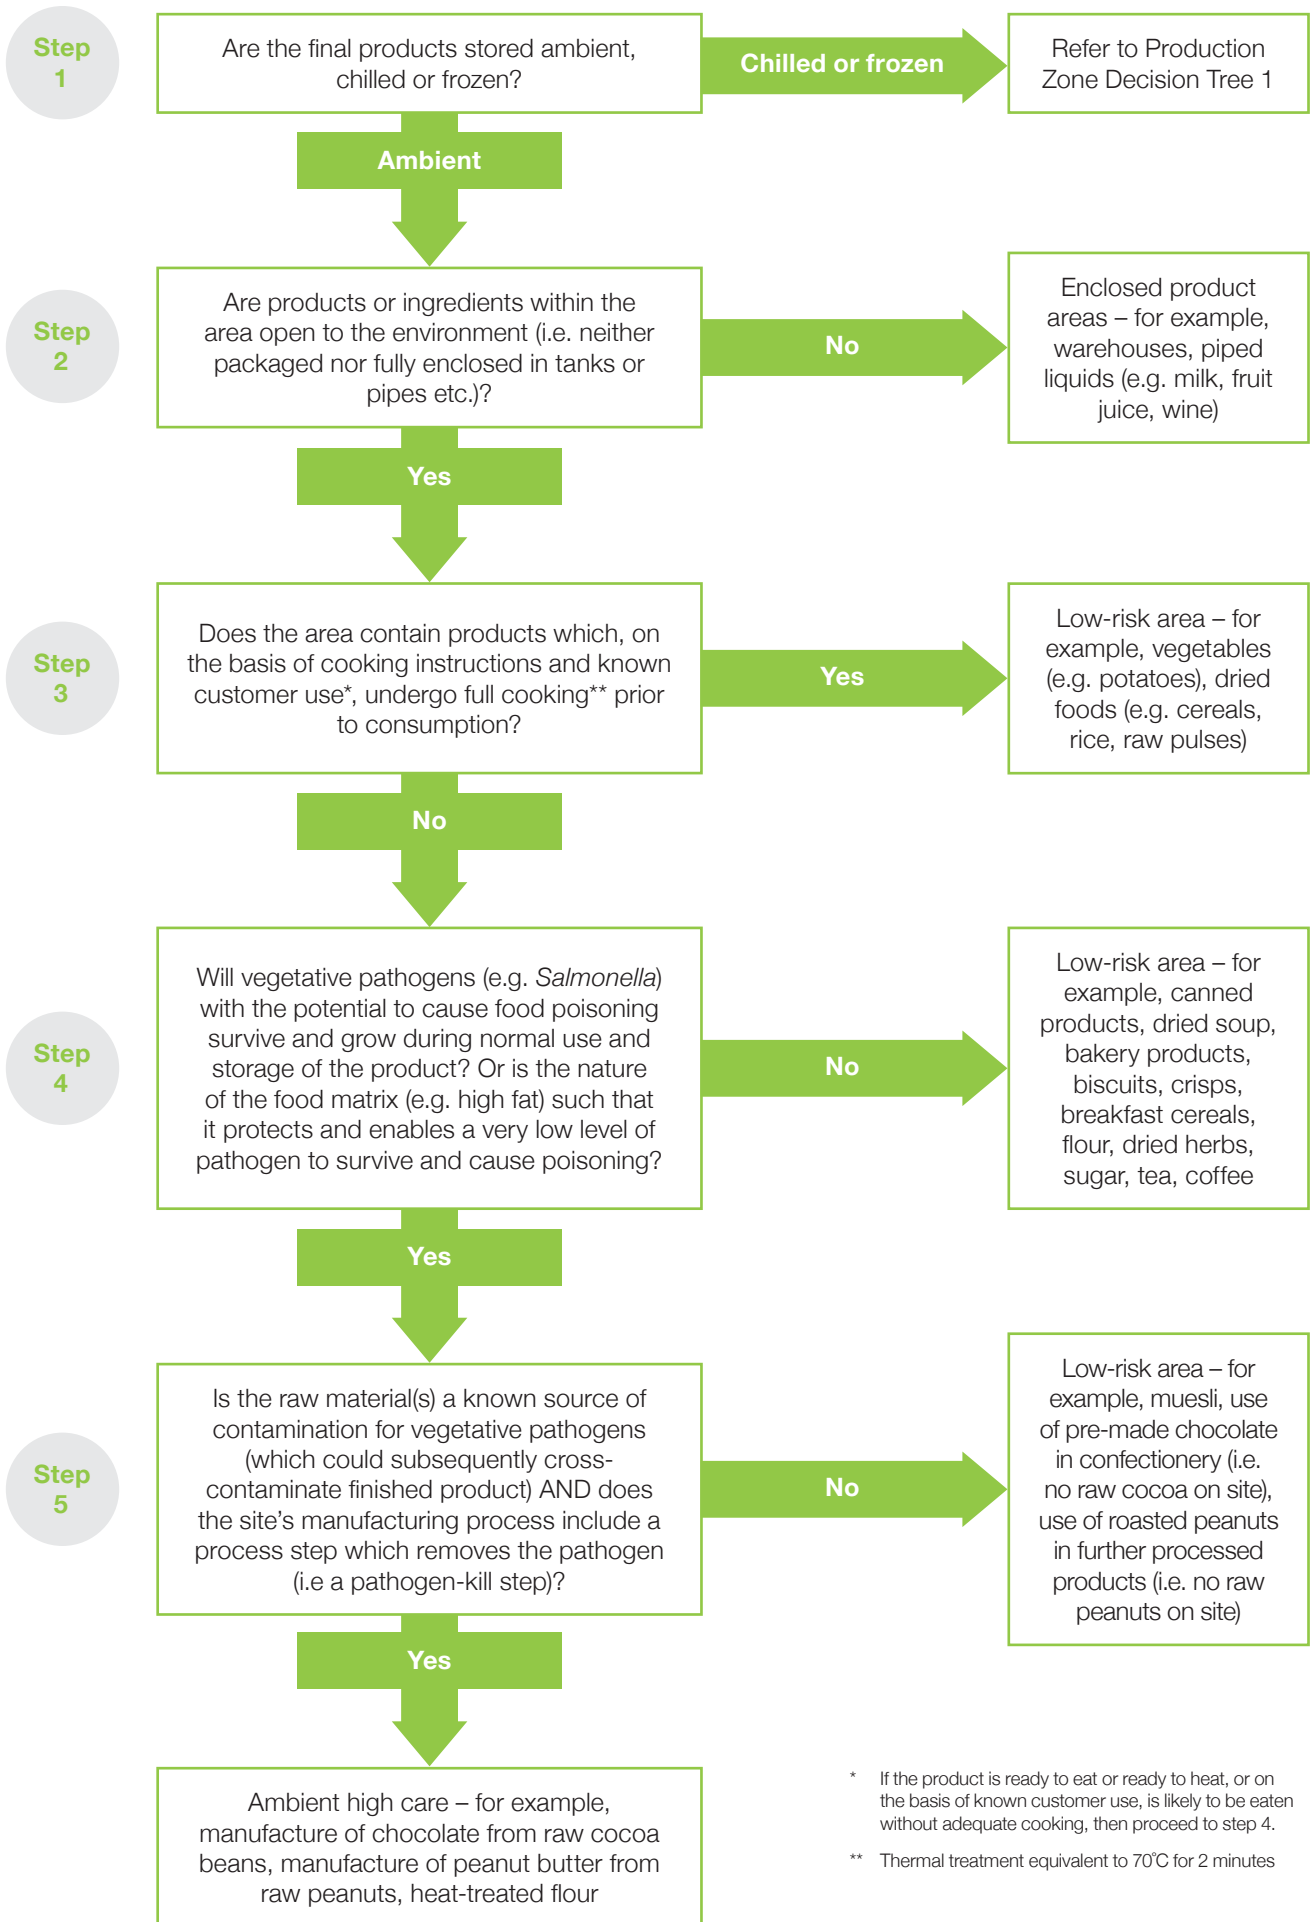 Step
1
Are the final products stored ambient,
chilled or frozen?
Chilled or frozen
Refer to Production
Zone Decision Tree 1
Ambient
Step
2
Are products or ingredients within the
area open to the environment (i.e. neither
packaged nor fully enclosed in tanks or
pipes etc.)?
No
Enclosed product
areas – for example,
warehouses, piped
liquids (e.g. milk, fruit
juice, wine)
Yes
Step
3
Does the area contain products which, on
the basis of cooking instructions and known
customer use*, undergo full cooking** prior
to consumption?
Yes
Low-risk area – for
example, vegetables
(e.g. potatoes), dried
foods (e.g. cereals,
rice, raw pulses)
No
Step
4
Will vegetative pathogens (e.g. Salmonella)
with the potential to cause food poisoning
survive and grow during normal use and
storage of the product? Or is the nature
of the food matrix (e.g. high fat) such that
it protects and enables a very low level of
pathogen to survive and cause poisoning?
No
Low-risk area – for
example, canned
products, dried soup,
bakery products,
biscuits, crisps,
breakfast cereals,
flour, dried herbs,
sugar, tea, coffee
Yes
Step
5
Is the raw material(s) a known source of
contamination for vegetative pathogens
(which could subsequently cross-
contaminate finished product) AND does
the site's manufacturing process include a
process step which removes the pathogen
(i.e a pathogen-kill step)?
No
Low-risk area – for
example, muesli, use
of pre-made chocolate
in confectionery (i.e.
no raw cocoa on site),
use of roasted peanuts
in further processed
products (i.e. no raw
peanuts on site)
Yes
Ambient high care – for example,
manufacture of chocolate from raw cocoa
beans, manufacture of peanut butter from
raw peanuts, heat-treated flour
* If the product is ready to eat or ready to heat, or on
the basis of known customer use, is likely to be eaten
without adequate cooking, then proceed to step 4.
** Thermal treatment equivalent to 70°C for 2 minutes